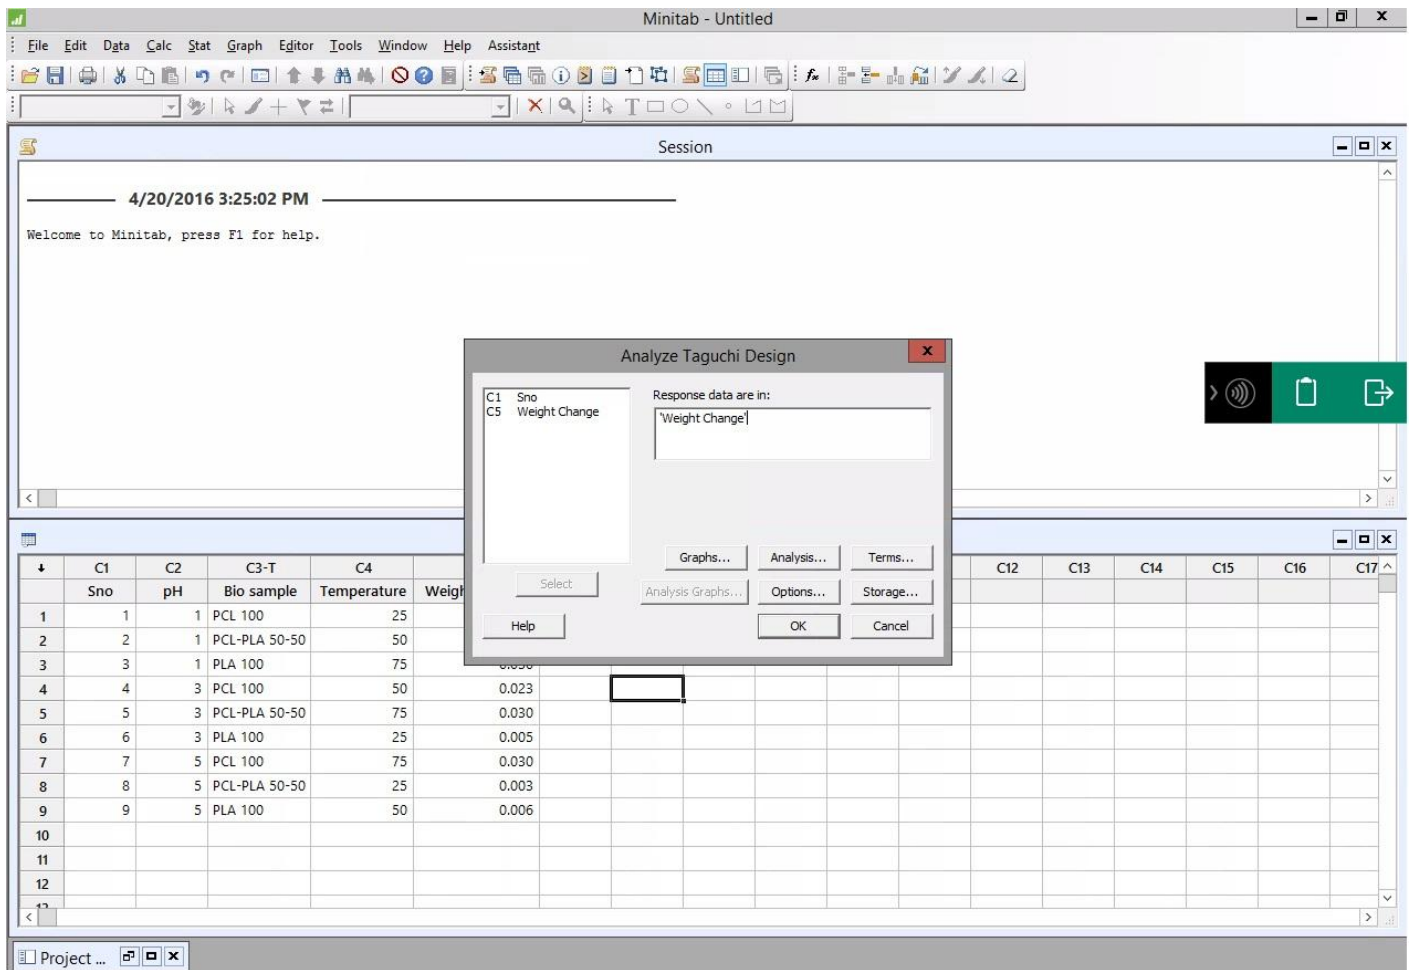 Minitab - Untitled
File Edit Data Calc Stat Graph Editor Tools Window Help Assistant
Session
4/20/2016 3:25:02 PM
Welcome to Minitab, press F1 for help.
Analyze Taguchi Design
C1 Sno
C5 Weight Change
Response data are in:
'Weight Change'
Graphs... Analysis... Terms...
Select
Analysis Graphs... Options... Storage...
Help OK Cancel
C1 C2 C3-T C4 C12 C13 C14 C15 C16 C17
Sno pH Bio sample Temperature
1 1 1 PCL 100 25
2 2 1 PCL-PLA 50-50 50
3 3 1 PLA 100 75
4 4 3 PCL 100 50 0.023
5 5 3 PCL-PLA 50-50 75 0.030
6 6 3 PLA 100 25 0.005
7 7 5 PCL 100 75 0.030
8 8 5 PCL-PLA 50-50 25 0.003
9 9 5 PLA 100 50 0.006
10
11
12
Project ...